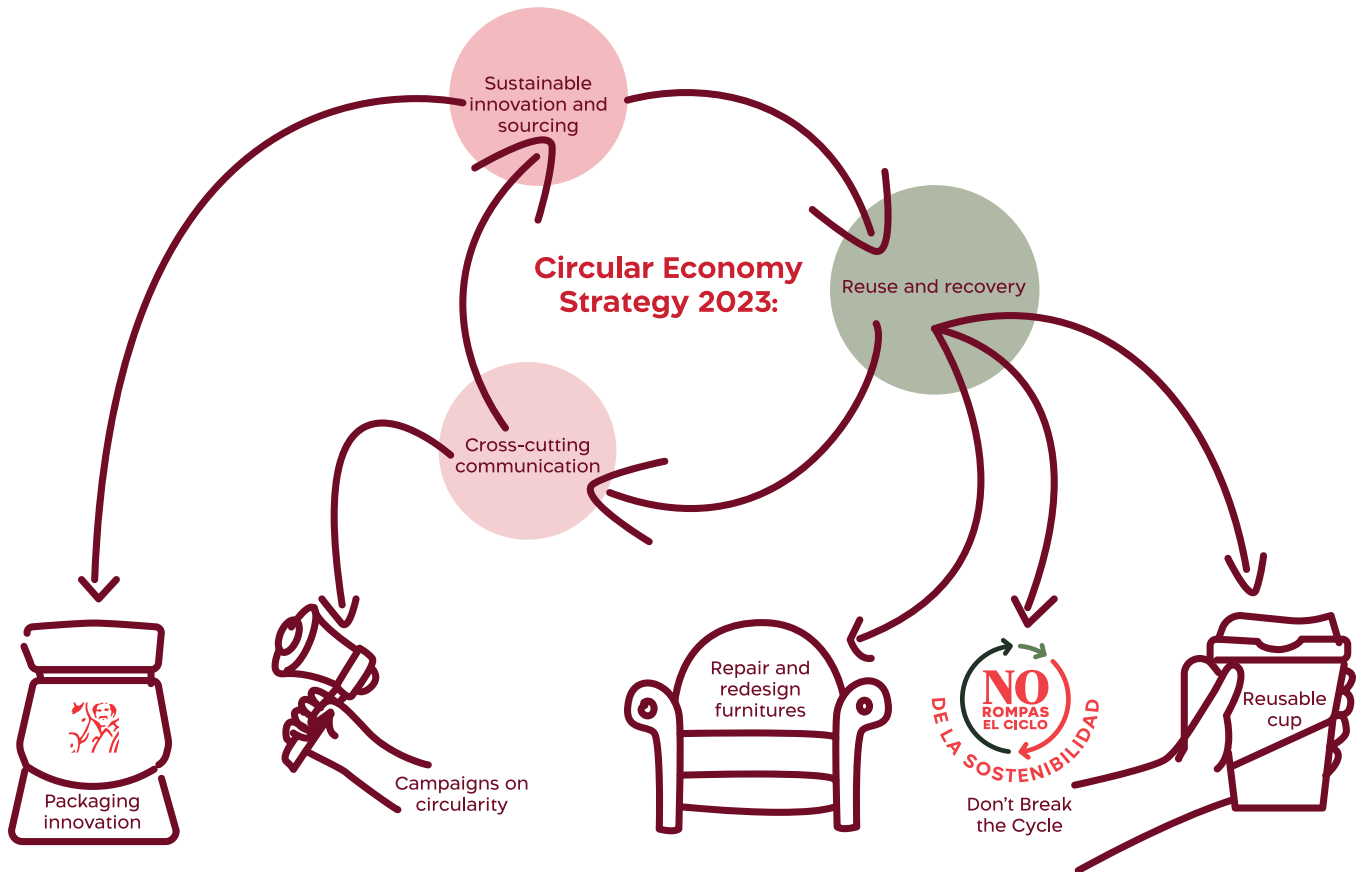 Sustainable
innovation and
sourcing
Circular Economy
Strategy 2023:
Reuse and recovery
Cross-cutting
communication
Packaging
innovation
Campaigns on
circularity
Repair and
redesign
furnitures
NO
ROMPAS
EL CICLO
DE LA SOSTENIBILIDAD
Don't Break
the Cycle
Reusable
cup